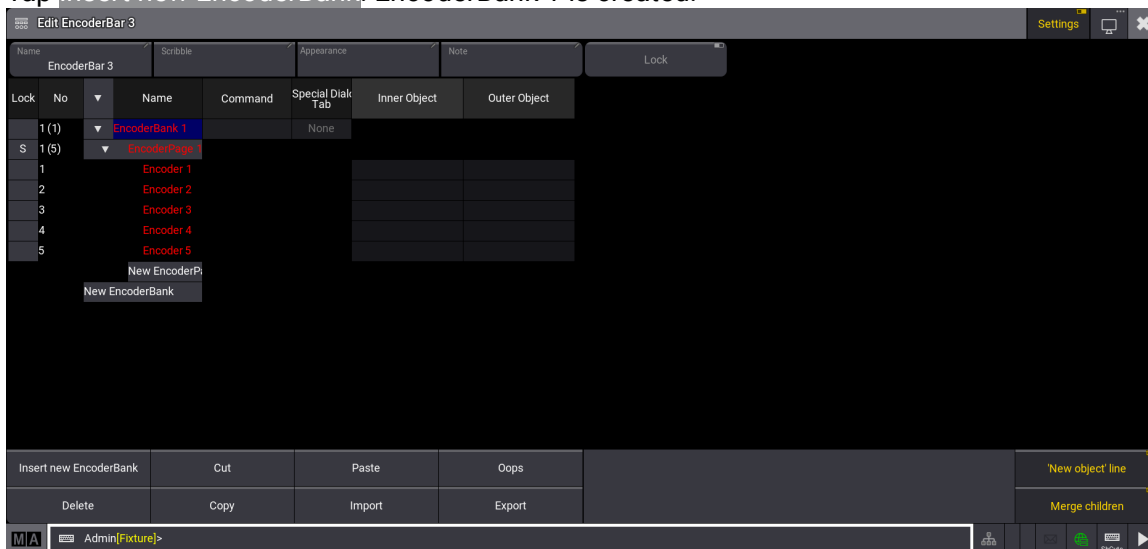 Tap Insert new EncoderBank. EncoderBank 1 is created.
Edit EncoderBar 3
Settings
Name
EncoderBar 3
Scribble
Appearance
Note
Lock
Lock No Name Command Special Dialo Tab Inner Object Outer Object
1 (1) EncoderBank 1 None
S 1 (5) EncoderPage 1
1 Encoder 1
2 Encoder 2
3 Encoder 3
4 Encoder 4
5 Encoder 5
New EncoderPa
New EncoderBank
Insert new EncoderBank Cut Paste Oops 'New object' line
Delete Copy Import Export Merge children
MA Admin[Fixture]>